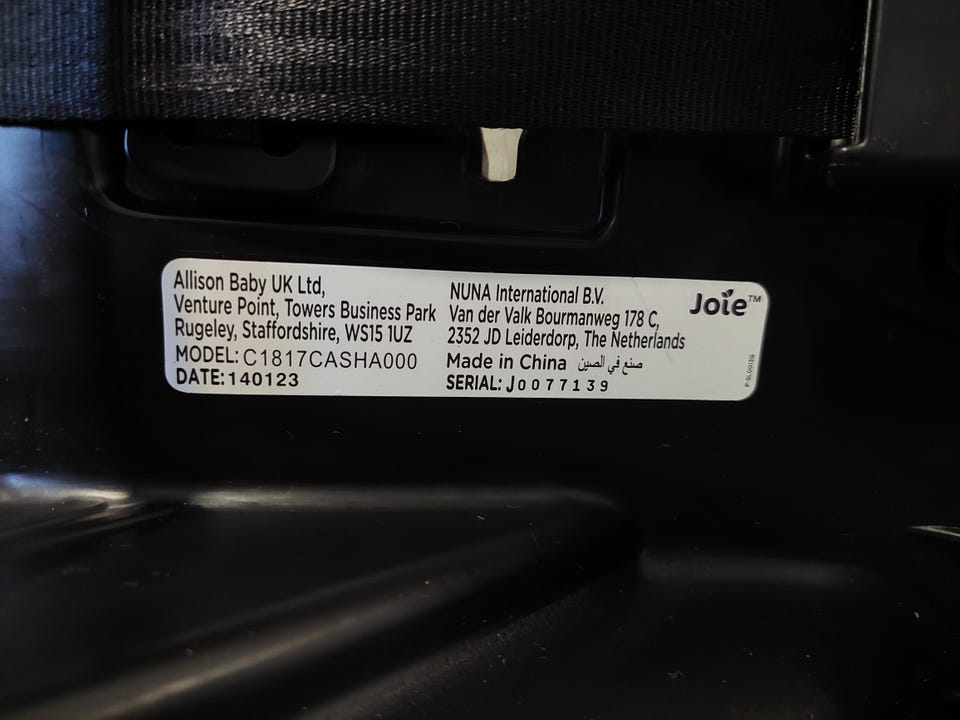 Allison Baby UK Ltd,
Venture Point, Towers Business Park
Rugeley, Staffordshire, WS15 1UZ
MODEL: C1817CASHA000
DATE: 140123
NUNA International B.V.
Van der Valk Bourmanweg 178 C,
2352 JD Leiderdorp, The Netherlands
Made in China صنع في الصين
SERIAL: J0077139
Joie™